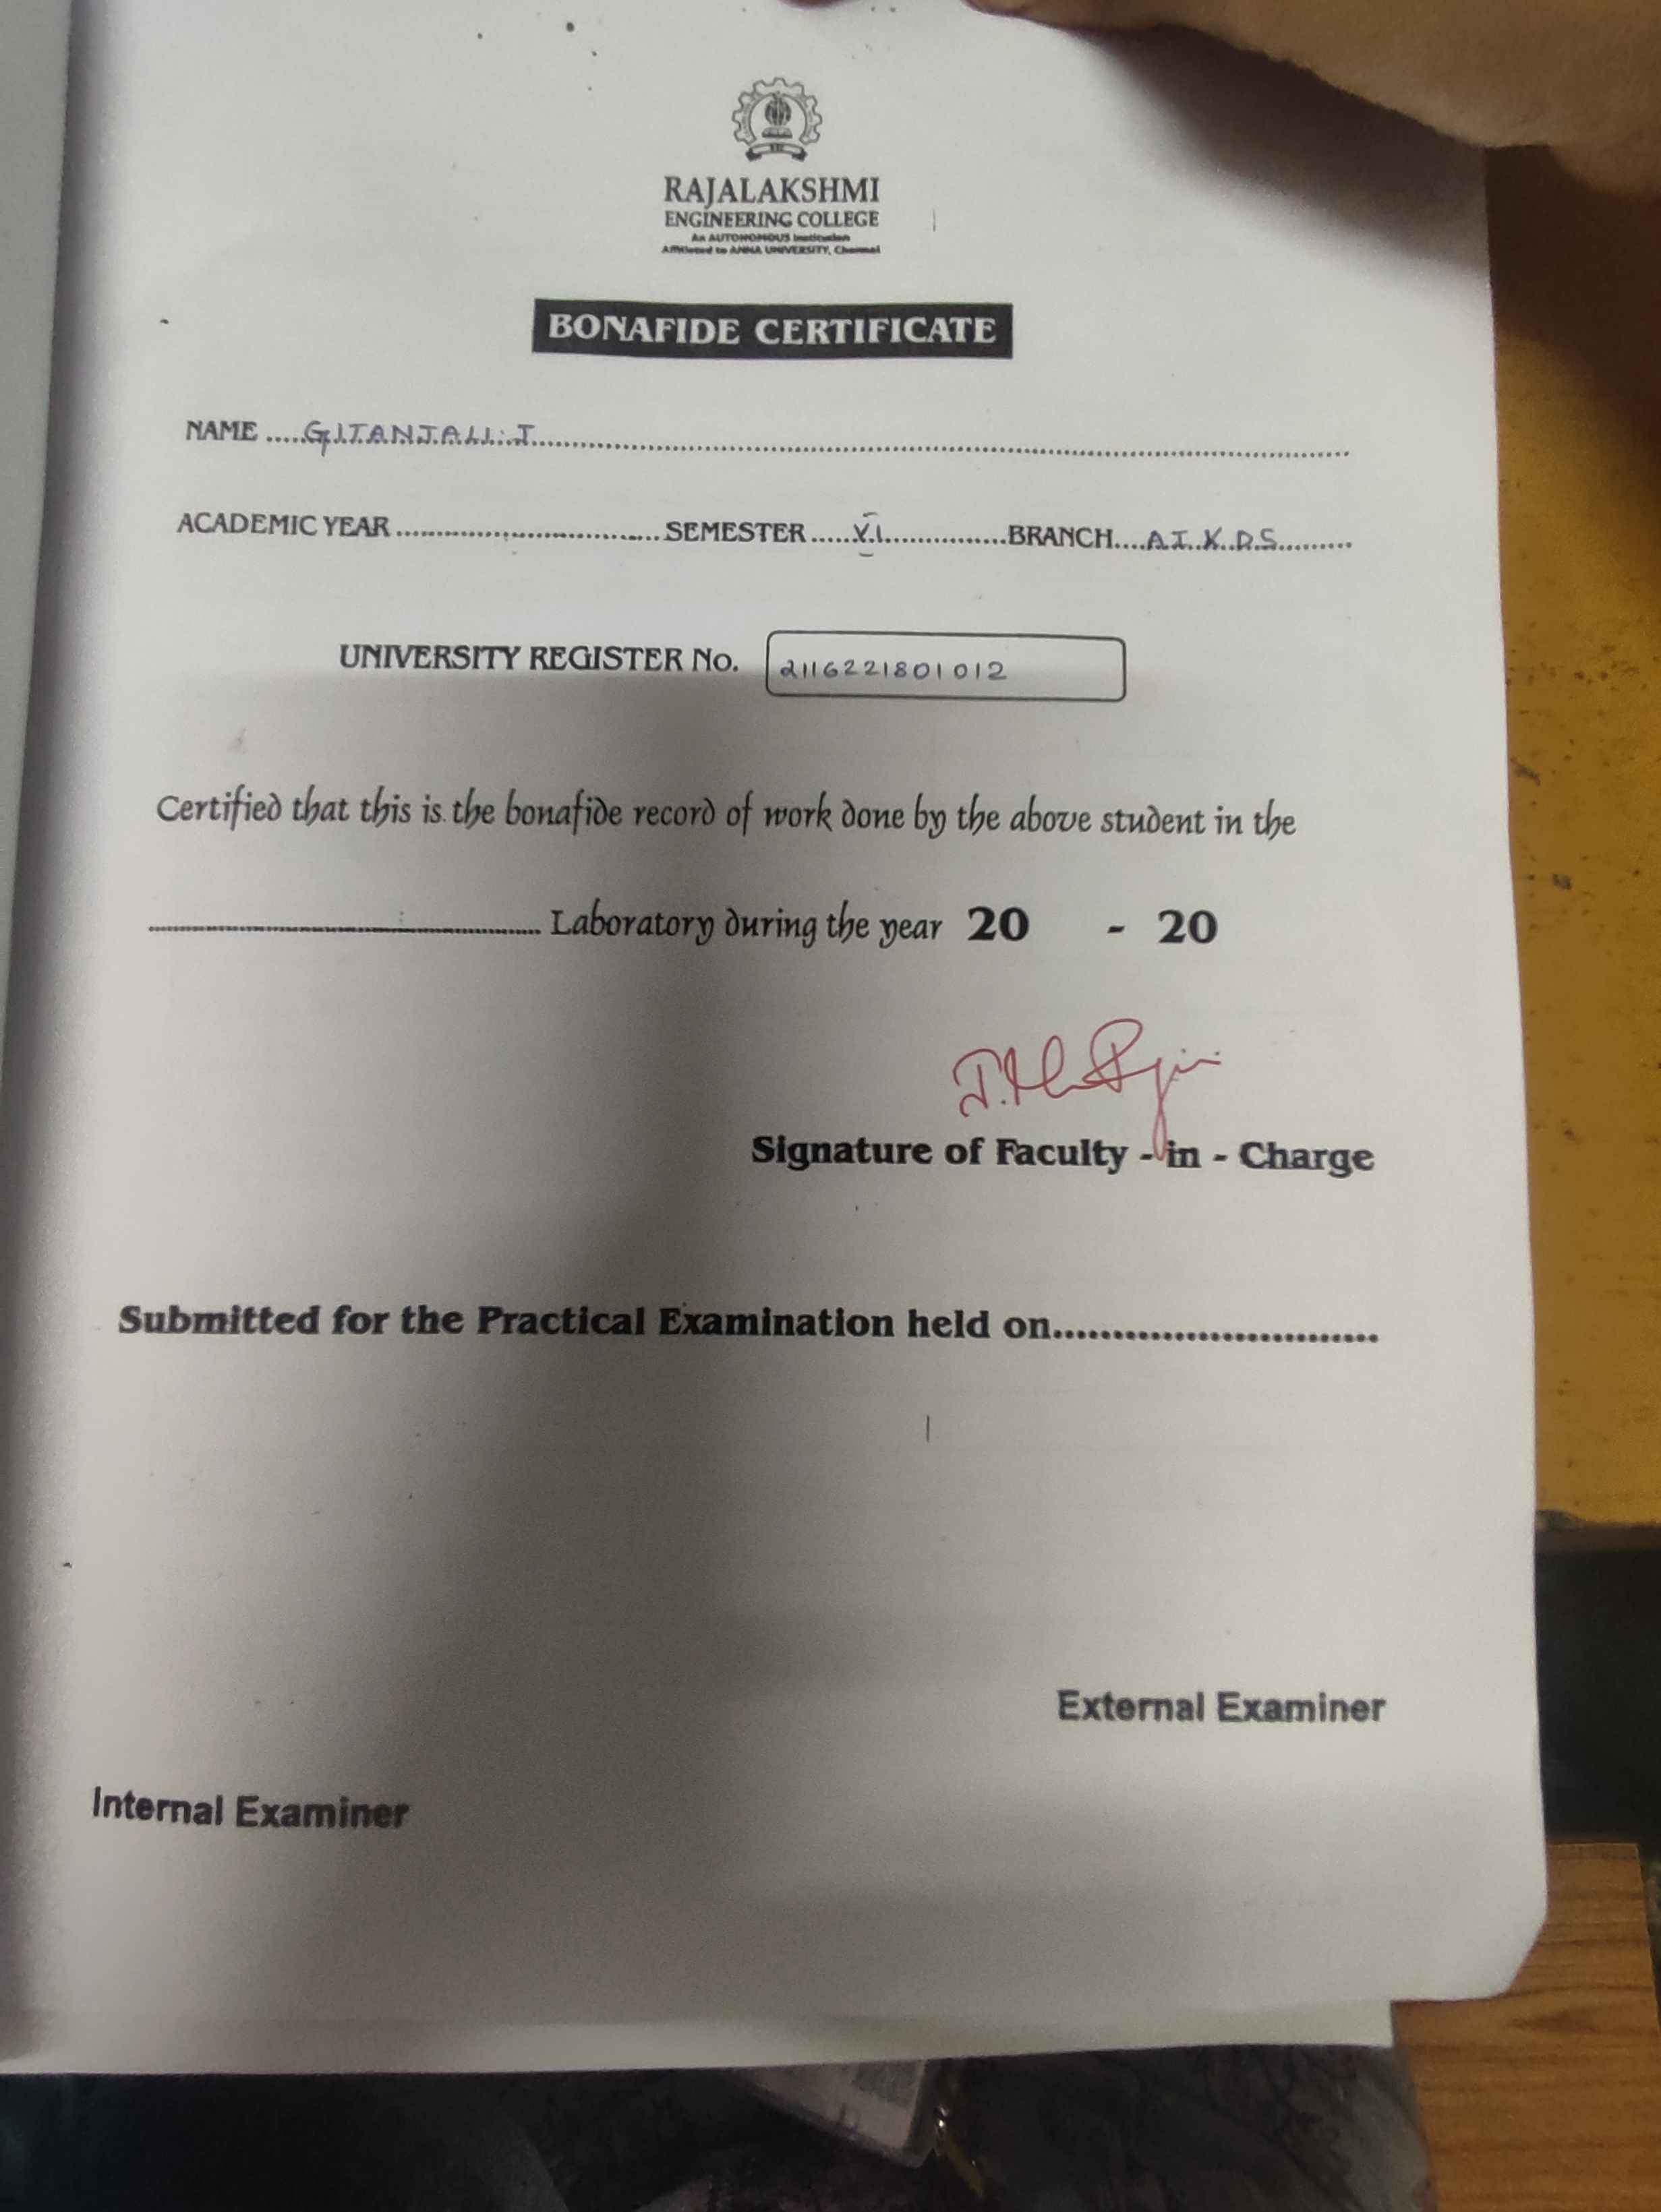 RAJALAKSHMI
ENGINEERING COLLEGE
An AUTONOMOUS Institution
Affiliated to ANNA UNIVERSITY, Chennai
BONAFIDE CERTIFICATE
NAME .....GITANJALI.J..........
ACADEMIC YEAR ..........SEMESTER .....VI..........BRANCH....AI & DS..........
UNIVERSITY REGISTER No. 2116221801012
Certified that this is the bonafide record of work done by the above student in the
.......... Laboratory during the year 20 - 20
Signature of Faculty - in - Charge
Submitted for the Practical Examination held on..........
External Examiner
Internal Examiner